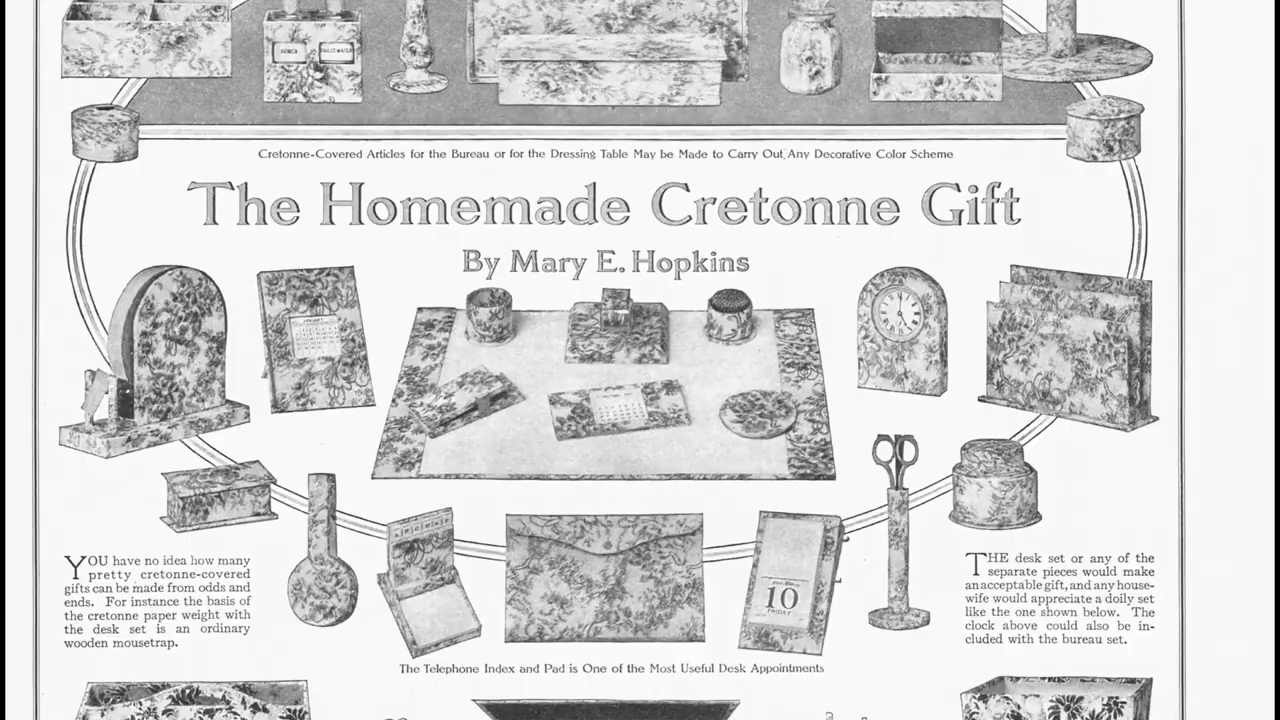 ARNICA
TOILET WATER
Cretonne-Covered Articles for the Bureau or for the Dressing Table May be Made to Carry Out Any Decorative Color Scheme
The Homemade Cretonne Gift
By Mary E. Hopkins
JANUARY
10
FRIDAY
YOU have no idea how many
pretty cretonne-covered
gifts can be made from odds and
ends. For instance the basis of
the cretonne paper weight with
the desk set is an ordinary
wooden mousetrap.
THE desk set or any of the
separate pieces would make
an acceptable gift, and any house-
wife would appreciate a doily set
like the one shown below. The
clock above could also be in-
cluded with the bureau set.
The Telephone Index and Pad is One of the Most Useful Desk Appointments